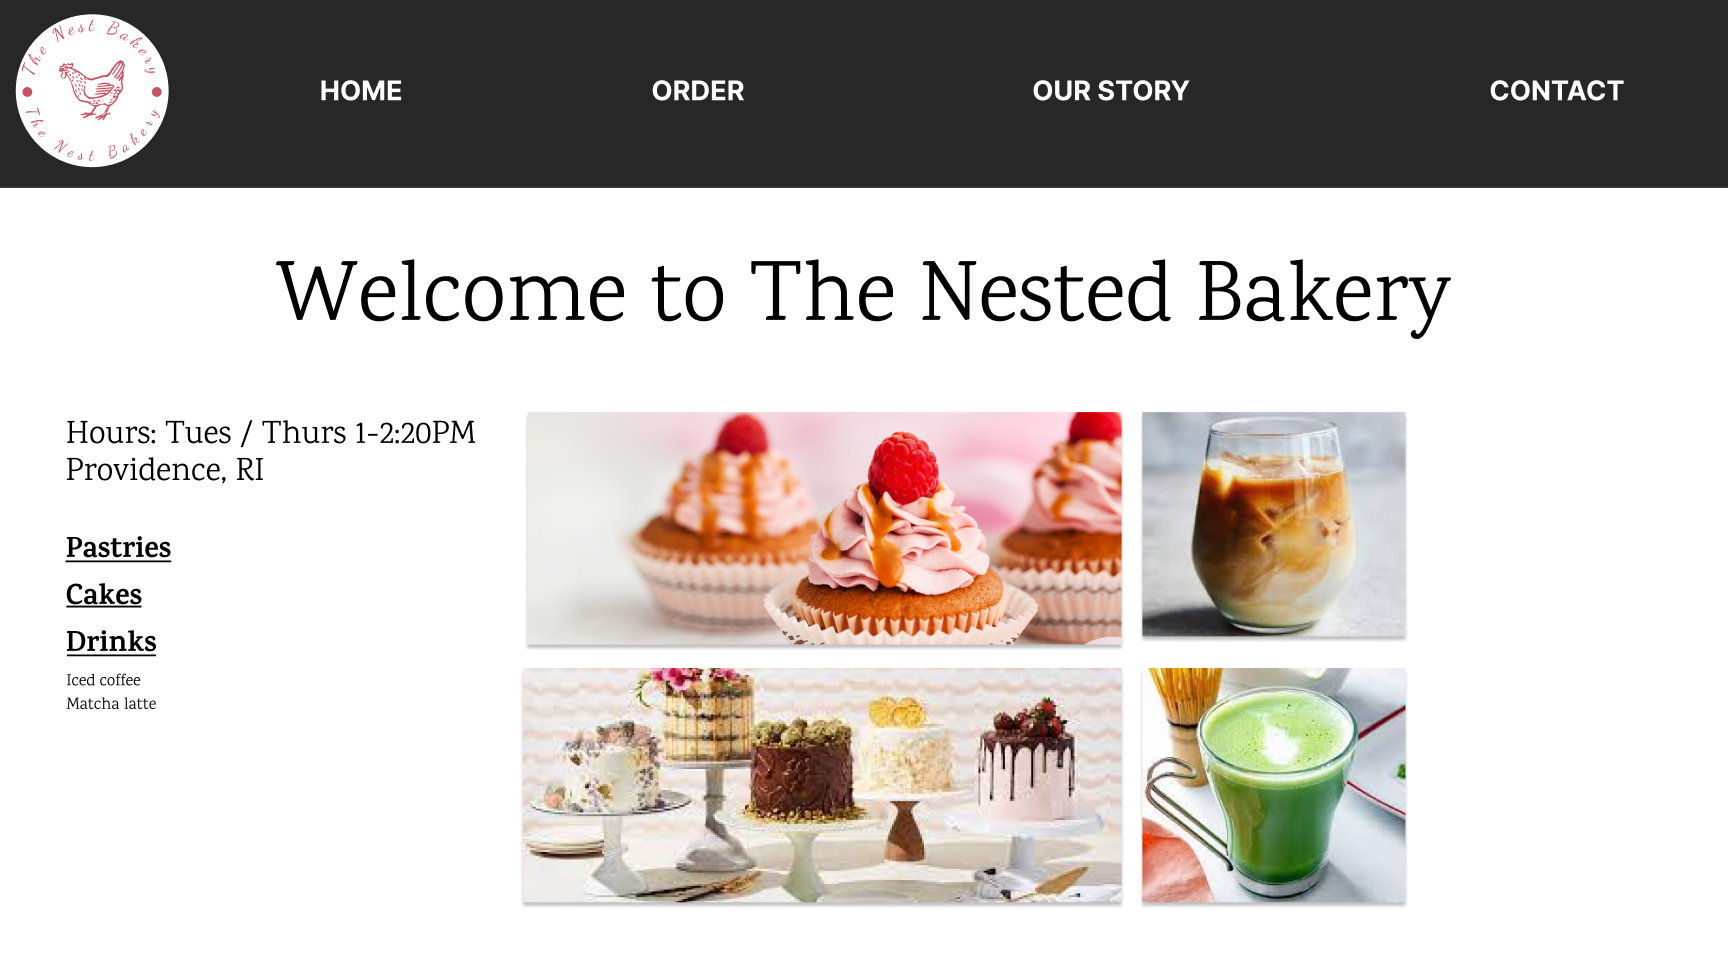 The Nest Bakery
The Nest Bakery
HOME
ORDER
OUR STORY
CONTACT
Welcome to The Nested Bakery
Hours: Tues / Thurs 1-2:20PM
Providence, RI
Pastries
Cakes
Drinks
Iced coffee
Matcha latte